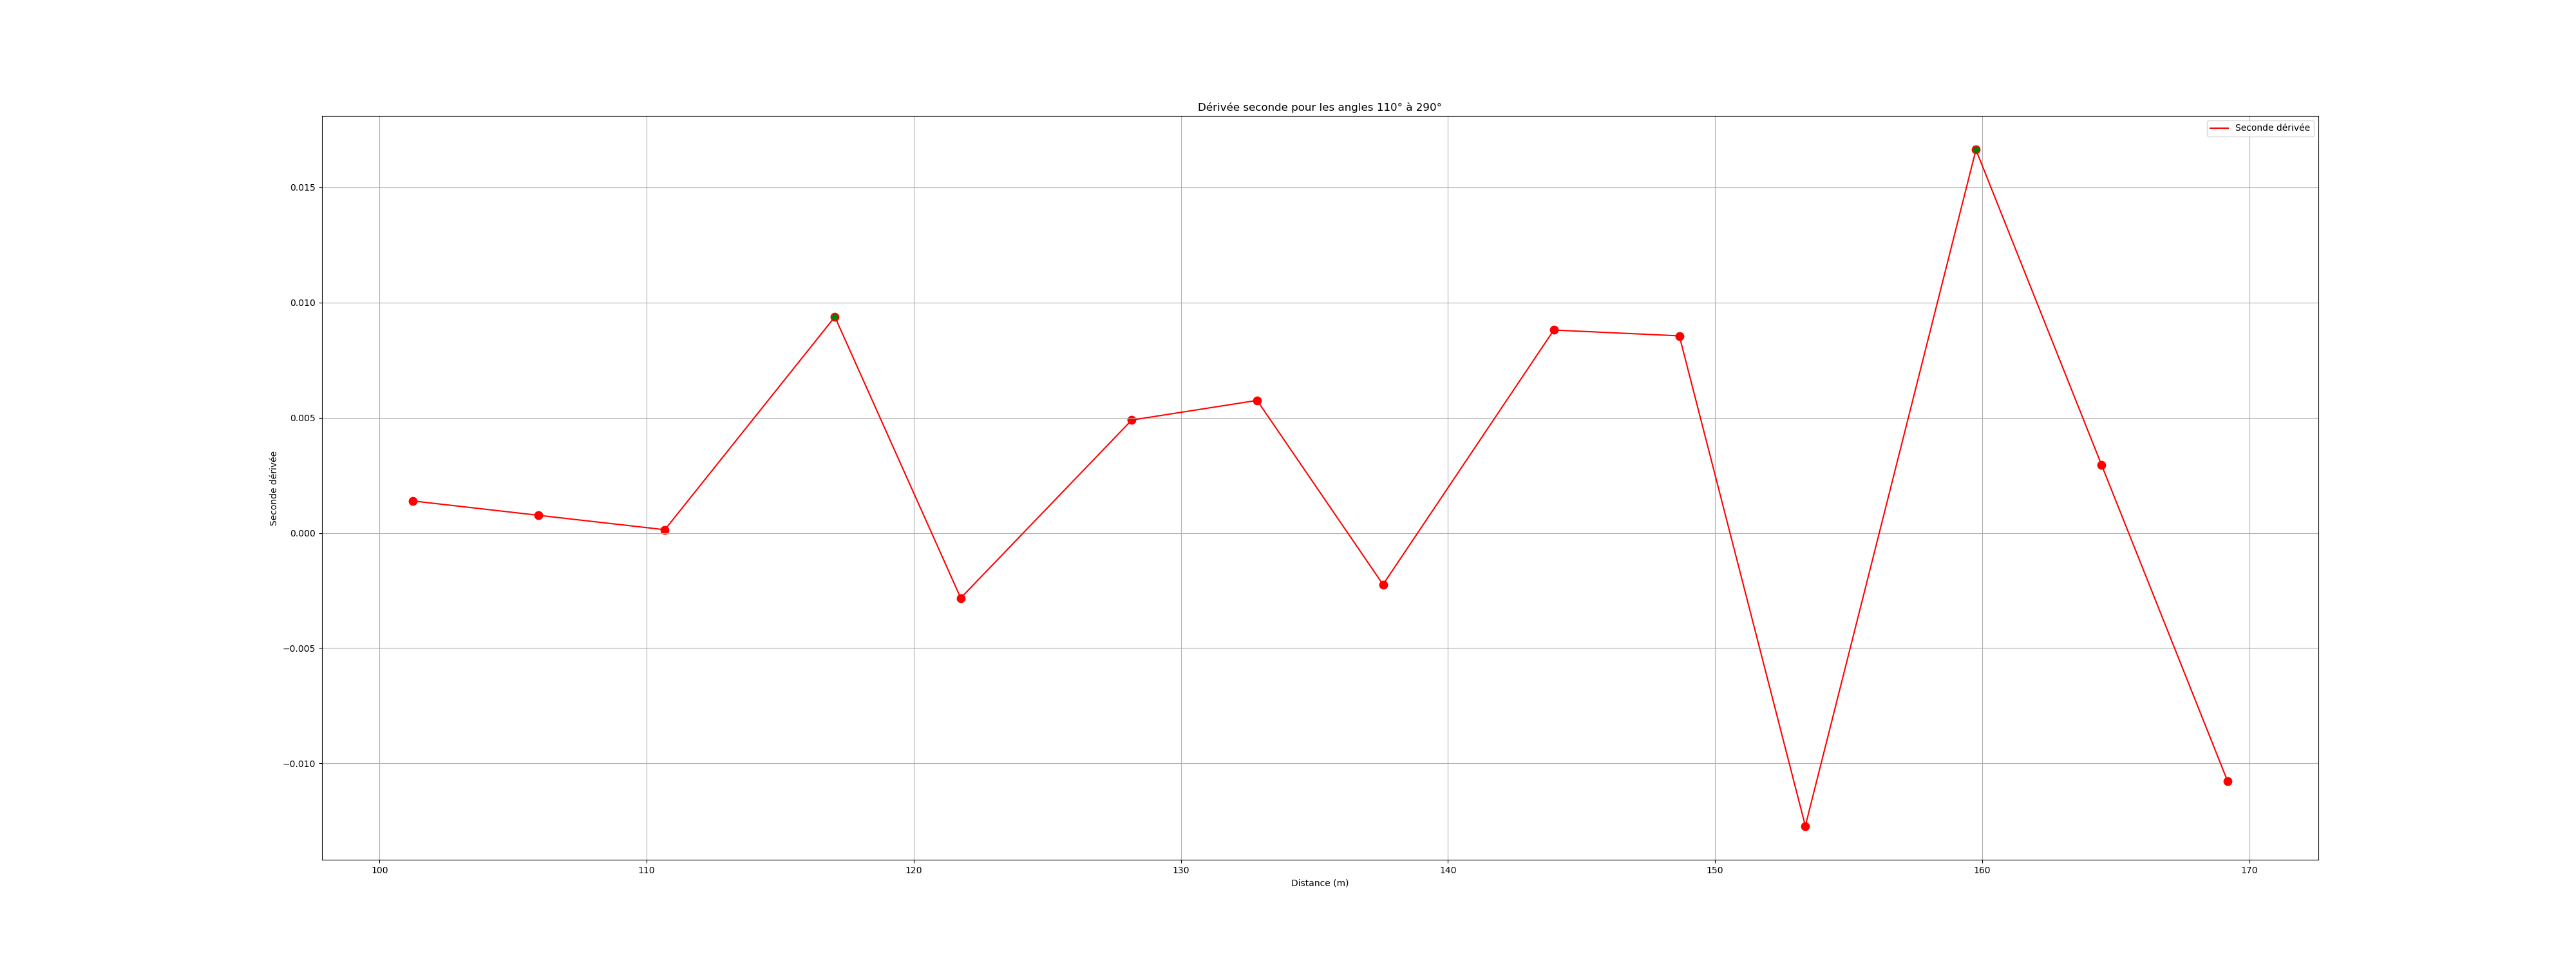 Dérivée seconde pour les angles 110° à 290°
Seconde dérivée
0.015
0.010
0.005
0.000
−0.005
−0.010
Seconde dérivée
100 110 120 130 140 150 160 170
Distance (m)